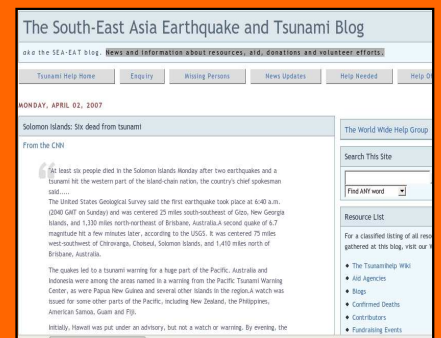 The South-East Asia Earthquake and Tsunami Blog
aka the SEA-EAT blog. News and information about resources, aid, donations and volunteer efforts.
Tsunami Help Home
Enquiry
Missing Persons
News Updates
Help Needed
Help Of
MONDAY, APRIL 02, 2007
Solomon Islands: Six dead from tsunami
From the CNN
"At least six people died in the Solomon Islands Monday after two earthquakes and a
tsunami hit the western part of the island-chain nation, the country's chief spokesman
said.....
The United States Geological Survey said the first earthquake took place at 6:40 a.m.
(2040 GMT on Sunday) and was centered 25 miles south-southeast of Gizo, New Georgia
Islands, and 1,330 miles north-northeast of Brisbane, Australia.A second quake of 6.7
magnitude hit a few minutes later, according to the USGS. It was centered 75 miles
west-southwest of Chirovanga, Choiseul, Solomon Islands, and 1,410 miles north of
Brisbane, Australia.
The quakes led to a tsunami warning for a huge part of the Pacific. Australia and
Indonesia were among the areas named in a warning from the Pacific Tsunami Warning
Center, as were Papua New Guinea and several other islands in the region.A watch was
issued for some other parts of the Pacific, including New Zealand, the Philippines,
American Samoa, Guam and Fiji.
Initially, Hawaii was put under an advisory, but not a watch or warning. By evening, the
The World Wide Help Group
Search This Site
Find ANY word
Resource List
For a classified listing of all reso
gathered at this blog, visit our W
The Tsunamihelp Wiki
Aid Agencies
Blogs
Confirmed Deaths
Contributors
Fundraising Events